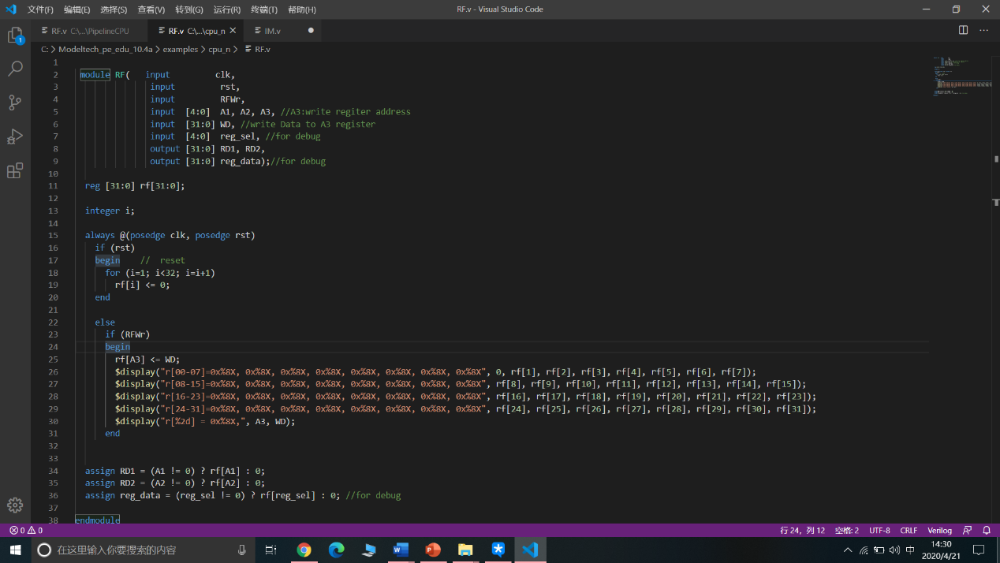 文件(F) 编辑(E) 选择(S) 查看(V) 转到(G) 运行(R) 终端(T) 帮助(H) RF.v - Visual Studio Code
RF.v C:\...\PipelineCPU RF.v C:\...\cpu_n IM.v
1
C: > Modeltech_pe_edu_10.4a > examples > cpu_n > RF.v
1
2 module RF( input clk,
3 input rst,
4 input RFWr,
5 input [4:0] A1, A2, A3, //A3:write regiter address
6 input [31:0] WD, //write Data to A3 register
7 input [4:0] reg_sel, //for debug
8 output [31:0] RD1, RD2,
9 output [31:0] reg_data);//for debug
10
11 reg [31:0] rf[31:0];
12
13 integer i;
14
15 always @(posedge clk, posedge rst)
16 if (rst)
17 begin // reset
18 for (i=1; i<32; i=i+1)
19 rf[i] <= 0;
20 end
21
22 else
23 if (RFWr)
24 begin
25 rf[A3] <= WD;
26 $display("r[00-07]=0x%8X, 0x%8X, 0x%8X, 0x%8X, 0x%8X, 0x%8X, 0x%8X, 0x%8X", 0, rf[1], rf[2], rf[3], rf[4], rf[5], rf[6], rf[7]);
27 $display("r[08-15]=0x%8X, 0x%8X, 0x%8X, 0x%8X, 0x%8X, 0x%8X, 0x%8X, 0x%8X", rf[8], rf[9], rf[10], rf[11], rf[12], rf[13], rf[14], rf[15]);
28 $display("r[16-23]=0x%8X, 0x%8X, 0x%8X, 0x%8X, 0x%8X, 0x%8X, 0x%8X, 0x%8X", rf[16], rf[17], rf[18], rf[19], rf[20], rf[21], rf[22], rf[23]);
29 $display("r[24-31]=0x%8X, 0x%8X, 0x%8X, 0x%8X, 0x%8X, 0x%8X, 0x%8X, 0x%8X", rf[24], rf[25], rf[26], rf[27], rf[28], rf[29], rf[30], rf[31]);
30 $display("r[%2d] = 0x%8X,", A3, WD);
31 end
32
33
34 assign RD1 = (A1 != 0) ? rf[A1] : 0;
35 assign RD2 = (A2 != 0) ? rf[A2] : 0;
36 assign reg_data = (reg_sel != 0) ? rf[reg_sel] : 0; //for debug
37
38 endmodule
0 0 行 24，列 12 空格: 2 UTF-8 CRLF Verilog
在这里输入你要搜索的内容 中 14:30
2020/4/21